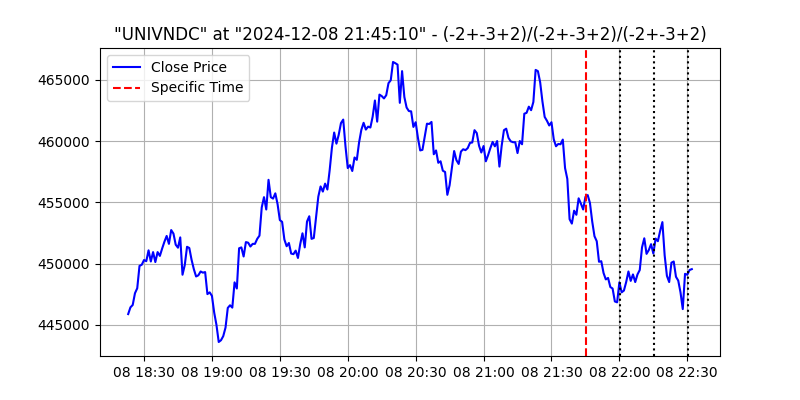 "UNIVNDC" at "2024-12-08 21:45:10" - (-2+-3+2)/(-2+-3+2)/(-2+-3+2)
Close Price
Specific Time
465000
460000
455000
450000
445000
08 18:30 08 19:00 08 19:30 08 20:00 08 20:30 08 21:00 08 21:30 08 22:00 08 22:30